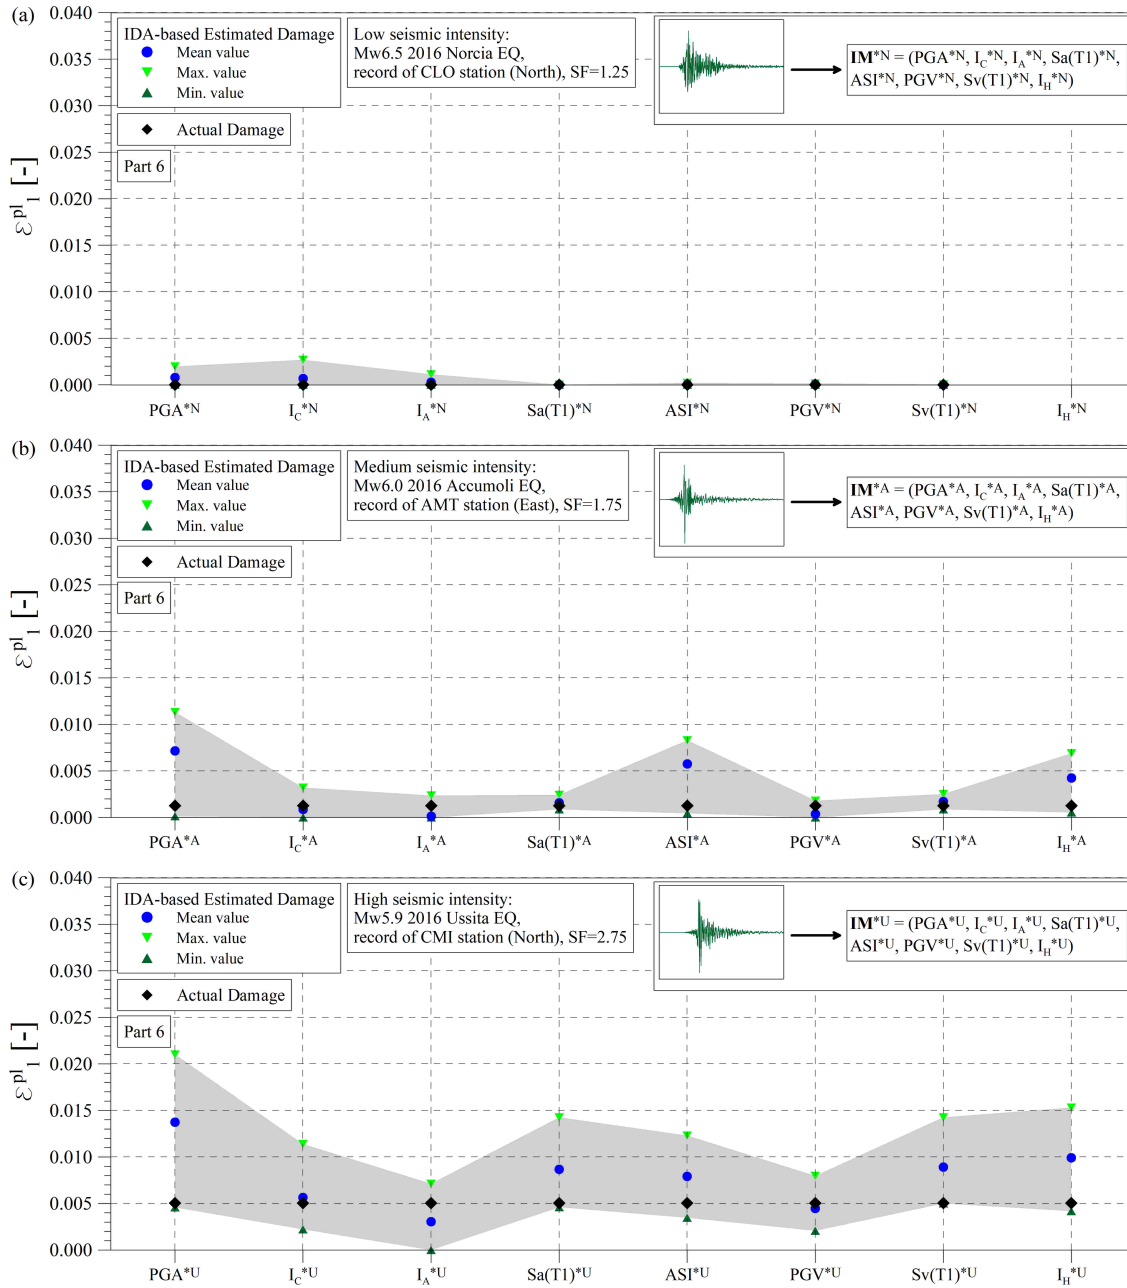 (a)
0.040
0.035
0.030
0.025
0.020
0.015
0.010
0.005
0.000
ℰ^pl_1 [-]
IDA-based Estimated Damage
Mean value
Max. value
Min. value
Actual Damage
Part 6
Low seismic intensity:
Mw6.5 2016 Norcia EQ,
record of CLO station (North), SF=1.25
IM*N = (PGA*N, I_C*N, I_A*N, Sa(T1)*N,
ASI*N, PGV*N, Sv(T1)*N, I_H*N)
PGA*N I_C*N I_A*N Sa(T1)*N ASI*N PGV*N Sv(T1)*N I_H*N
(b)
0.040
0.035
0.030
0.025
0.020
0.015
0.010
0.005
0.000
ℰ^pl_1 [-]
IDA-based Estimated Damage
Mean value
Max. value
Min. value
Actual Damage
Part 6
Medium seismic intensity:
Mw6.0 2016 Accumoli EQ,
record of AMT station (East), SF=1.75
IM*A = (PGA*A, I_C*A, I_A*A, Sa(T1)*A,
ASI*A, PGV*A, Sv(T1)*A, I_H*A)
PGA*A I_C*A I_A*A Sa(T1)*A ASI*A PGV*A Sv(T1)*A I_H*A
(c)
0.040
0.035
0.030
0.025
0.020
0.015
0.010
0.005
0.000
ℰ^pl_1 [-]
IDA-based Estimated Damage
Mean value
Max. value
Min. value
Actual Damage
Part 6
High seismic intensity:
Mw5.9 2016 Ussita EQ,
record of CMI station (North), SF=2.75
IM*U = (PGA*U, I_C*U, I_A*U, Sa(T1)*U,
ASI*U, PGV*U, Sv(T1)*U, I_H*U)
PGA*U I_C*U I_A*U Sa(T1)*U ASI*U PGV*U Sv(T1)*U I_H*U